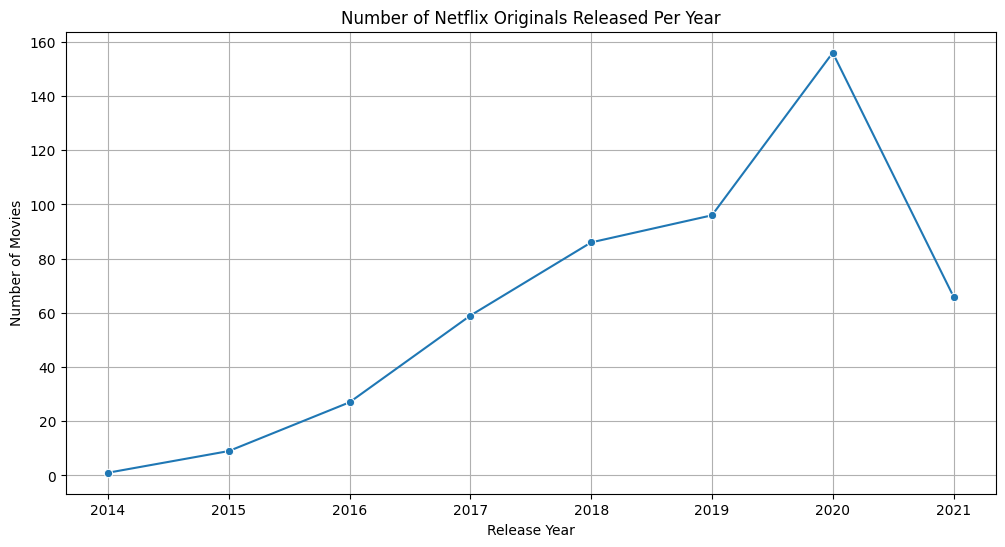 Number of Netflix Originals Released Per Year
160
140
120
100
80
60
40
20
0
Number of Movies
2014 2015 2016 2017 2018 2019 2020 2021
Release Year